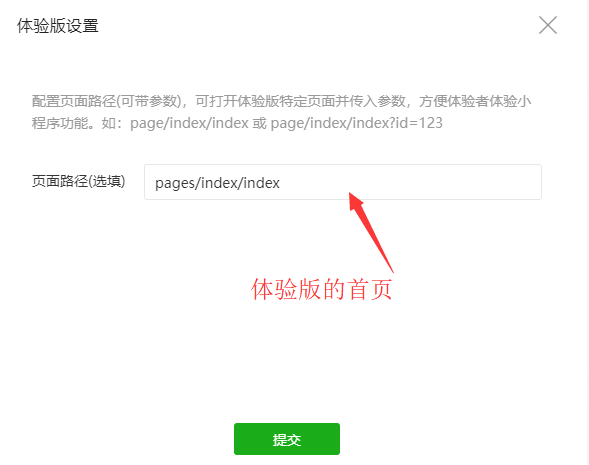 体验版设置
配置页面路径(可带参数)，可打开体验版特定页面并传入参数，方便体验者体验小
程序功能。如：page/index/index 或 page/index/index?id=123
页面路径(选填)
pages/index/index
体验版的首页
提交